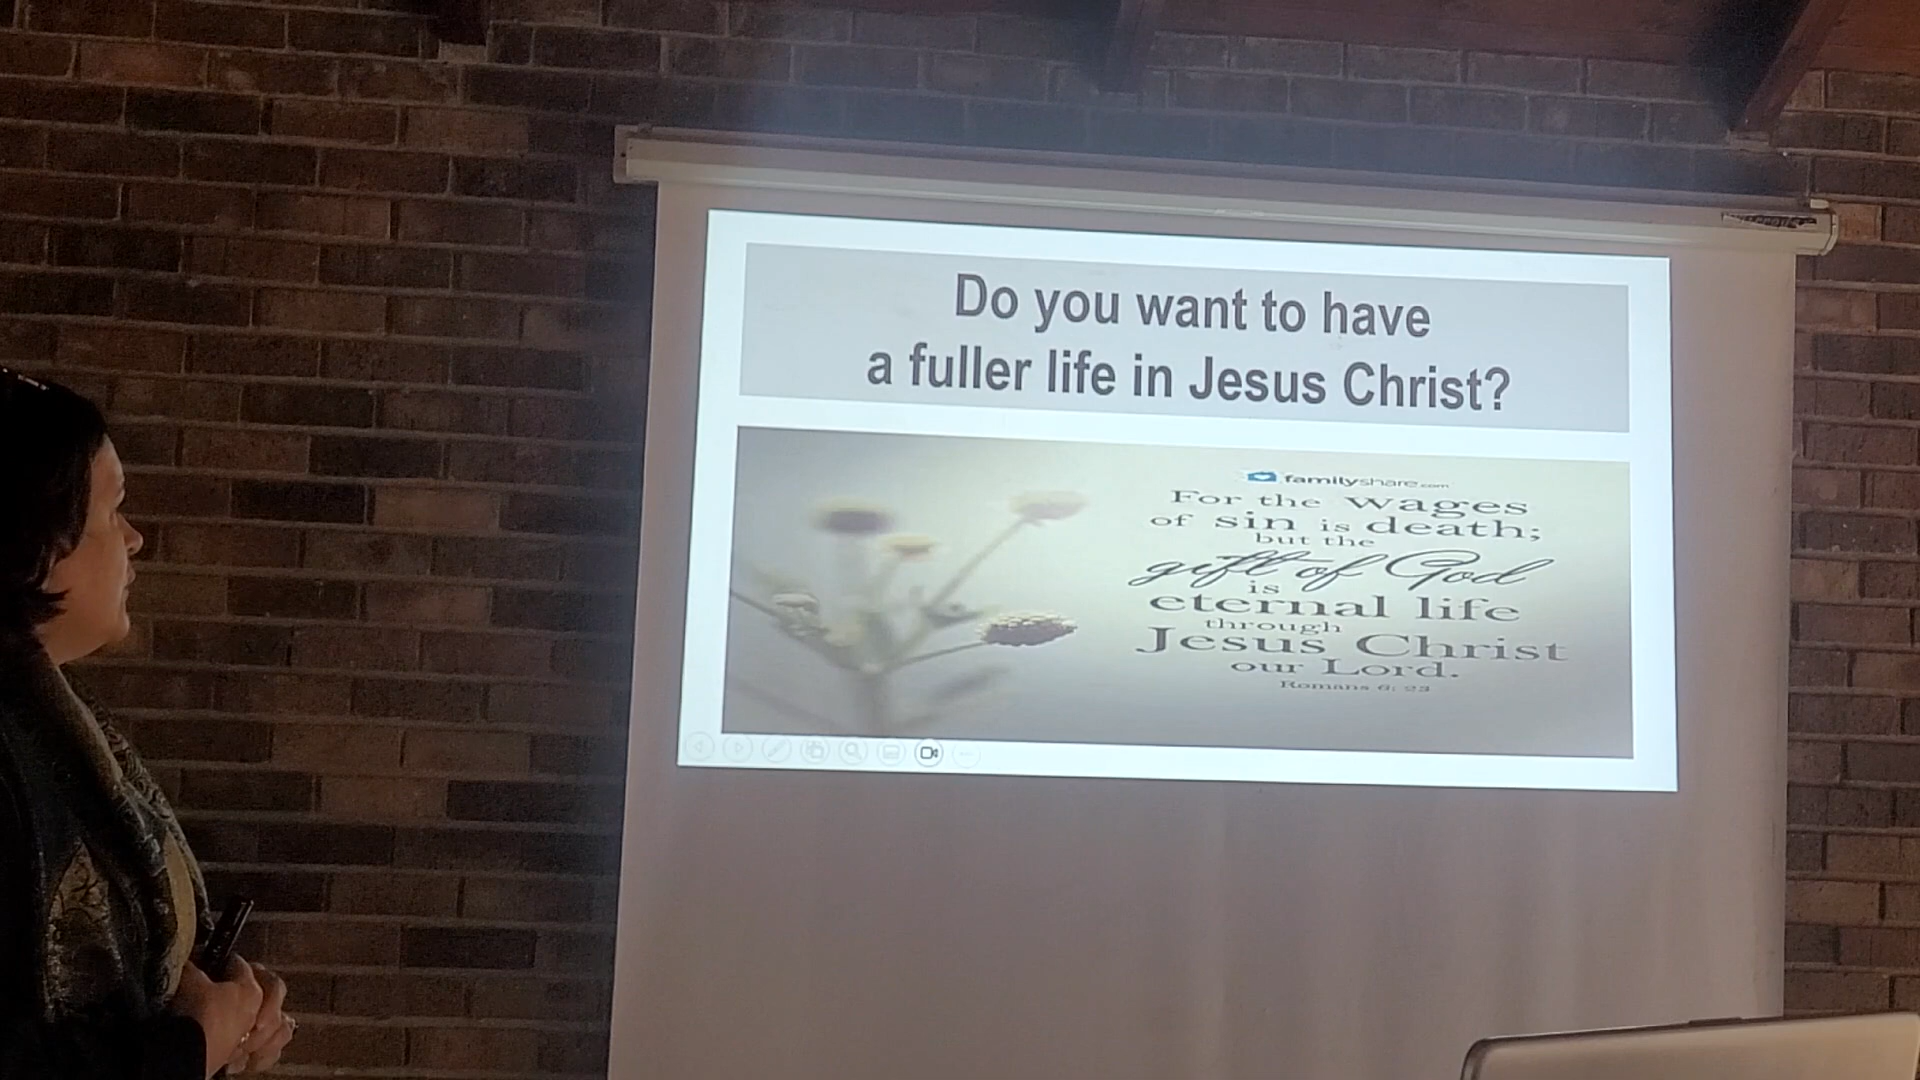 Do you want to have
a fuller life in Jesus Christ?
familyshare.com
For the wages
of sin is death;
but the
gift of God
is
eternal life
through
Jesus Christ
our Lord.
Romans 6: 23